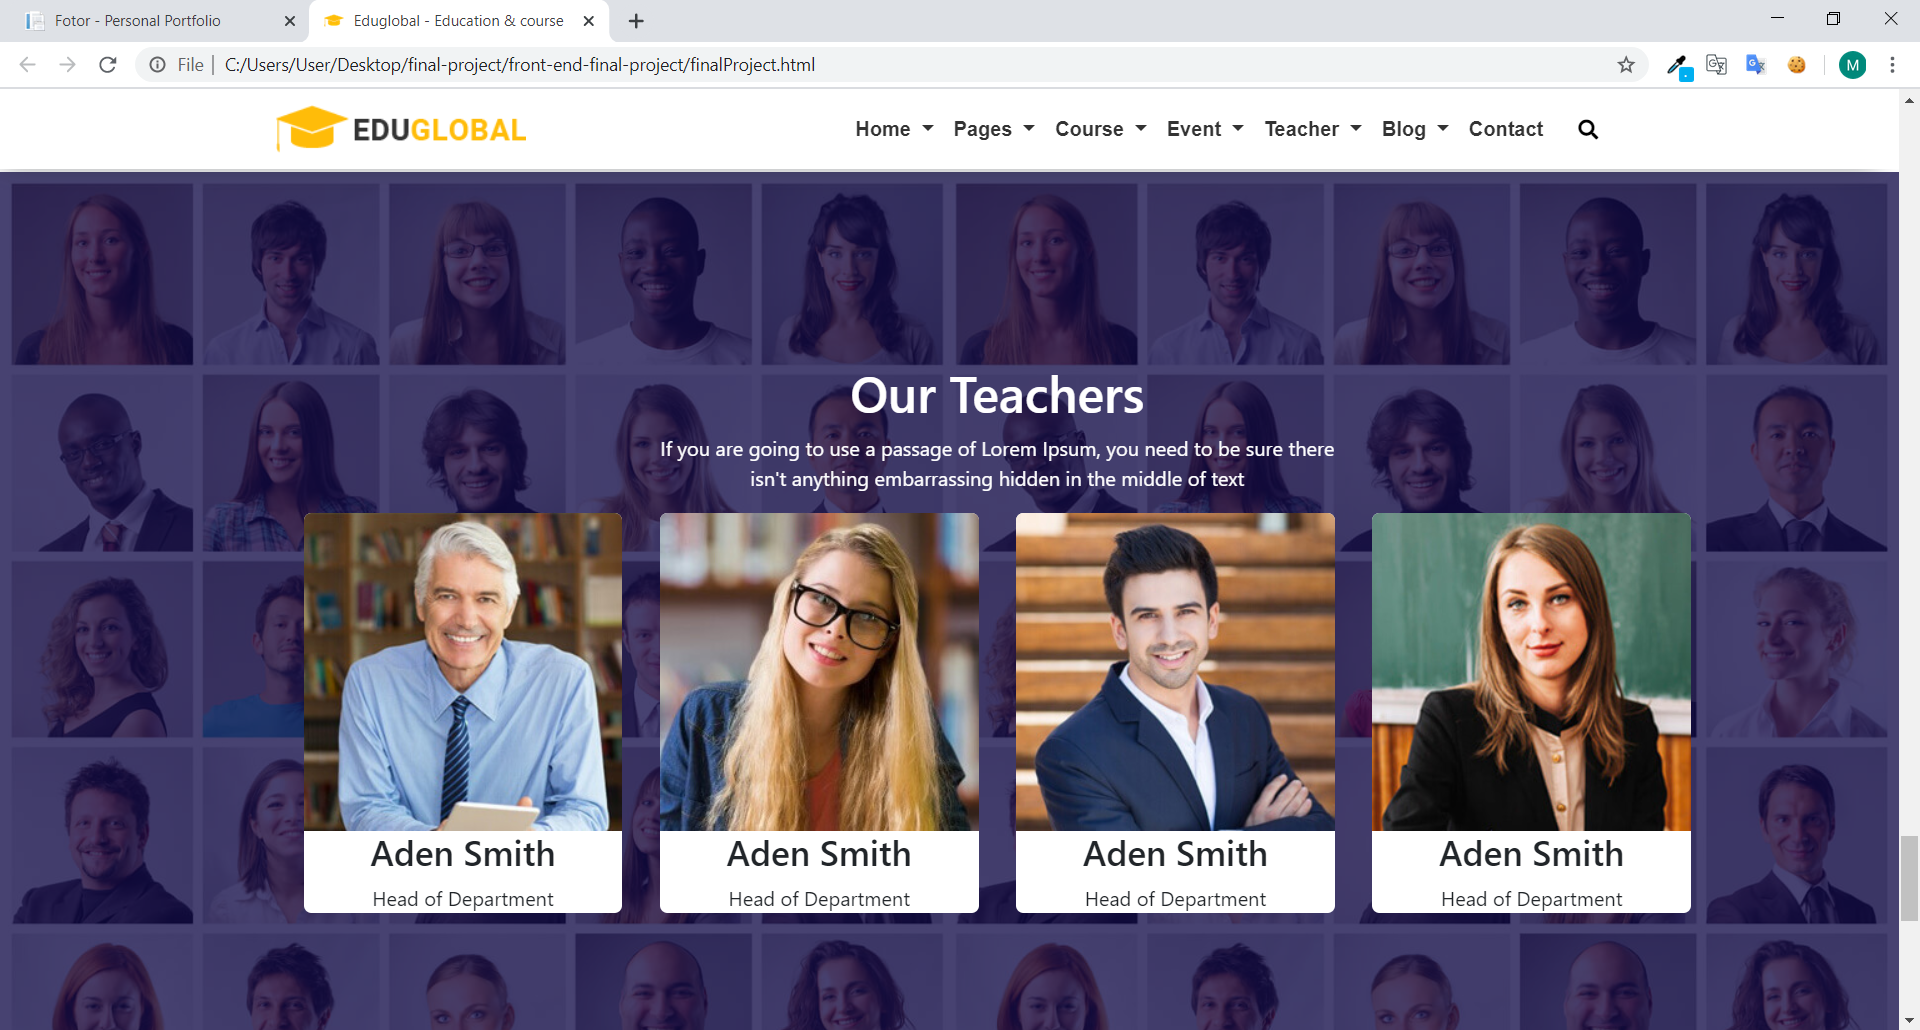 Fotor - Personal Portfolio
Eduglobal - Education & course
File | C:/Users/User/Desktop/final-project/front-end-final-project/finalProject.html
M
EDUGLOBAL
Home Pages Course Event Teacher Blog Contact
Our Teachers
If you are going to use a passage of Lorem Ipsum, you need to be sure there
isn't anything embarrassing hidden in the middle of text
Aden Smith
Head of Department
Aden Smith
Head of Department
Aden Smith
Head of Department
Aden Smith
Head of Department